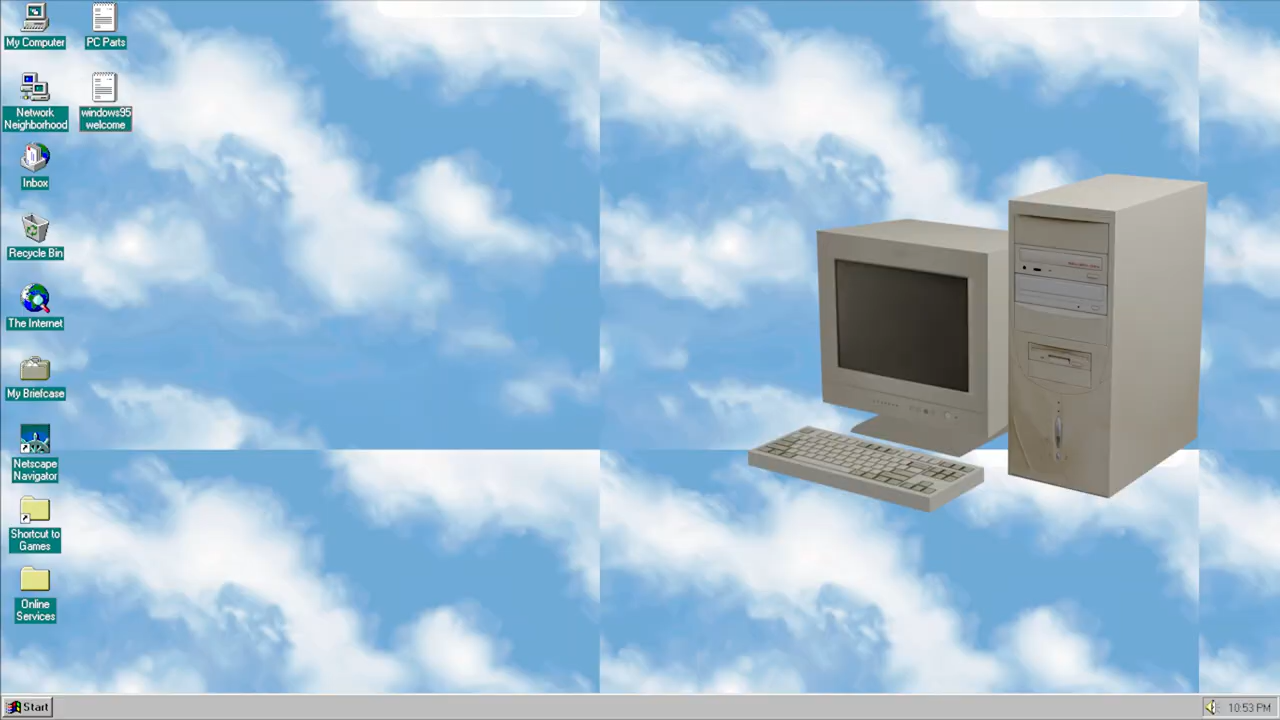 My Computer
PC Parts
Network
Neighborhood
windows95
welcome
Inbox
Recycle Bin
The Internet
My Briefcase
Netscape
Navigator
Shortcut to
Games
Online
Services
Start
10:53 PM